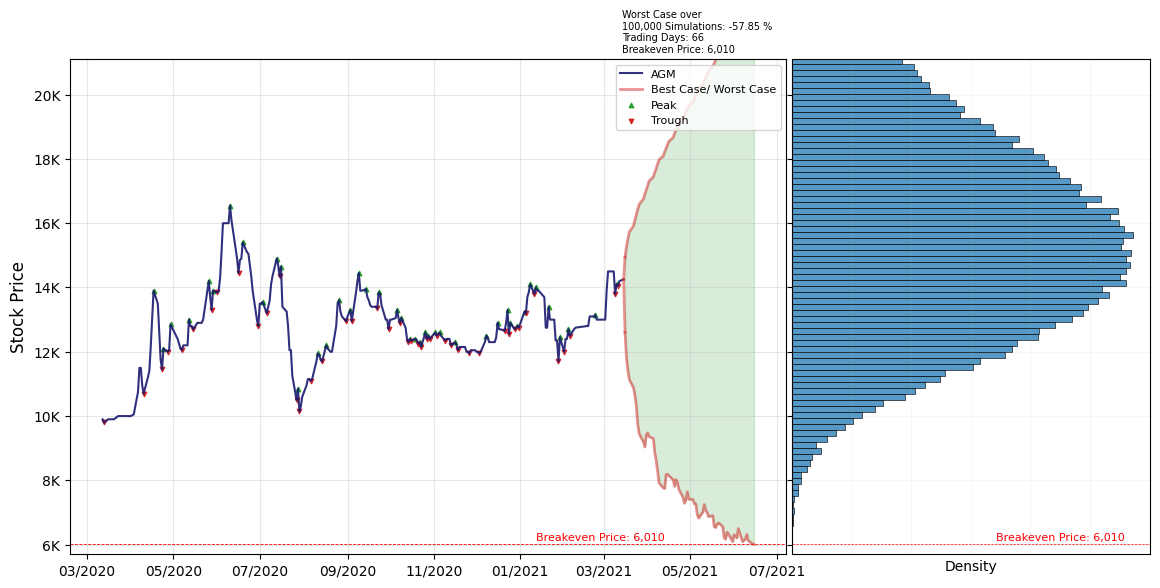 Worst Case over
100,000 Simulations: -57.85 %
Trading Days: 66
Breakeven Price: 6,010
AGM
Best Case/ Worst Case
Peak
Trough
Stock Price
20K
18K
16K
14K
12K
10K
8K
6K
Breakeven Price: 6,010
Breakeven Price: 6,010
03/2020 05/2020 07/2020 09/2020 11/2020 01/2021 03/2021 05/2021 07/2021
Density